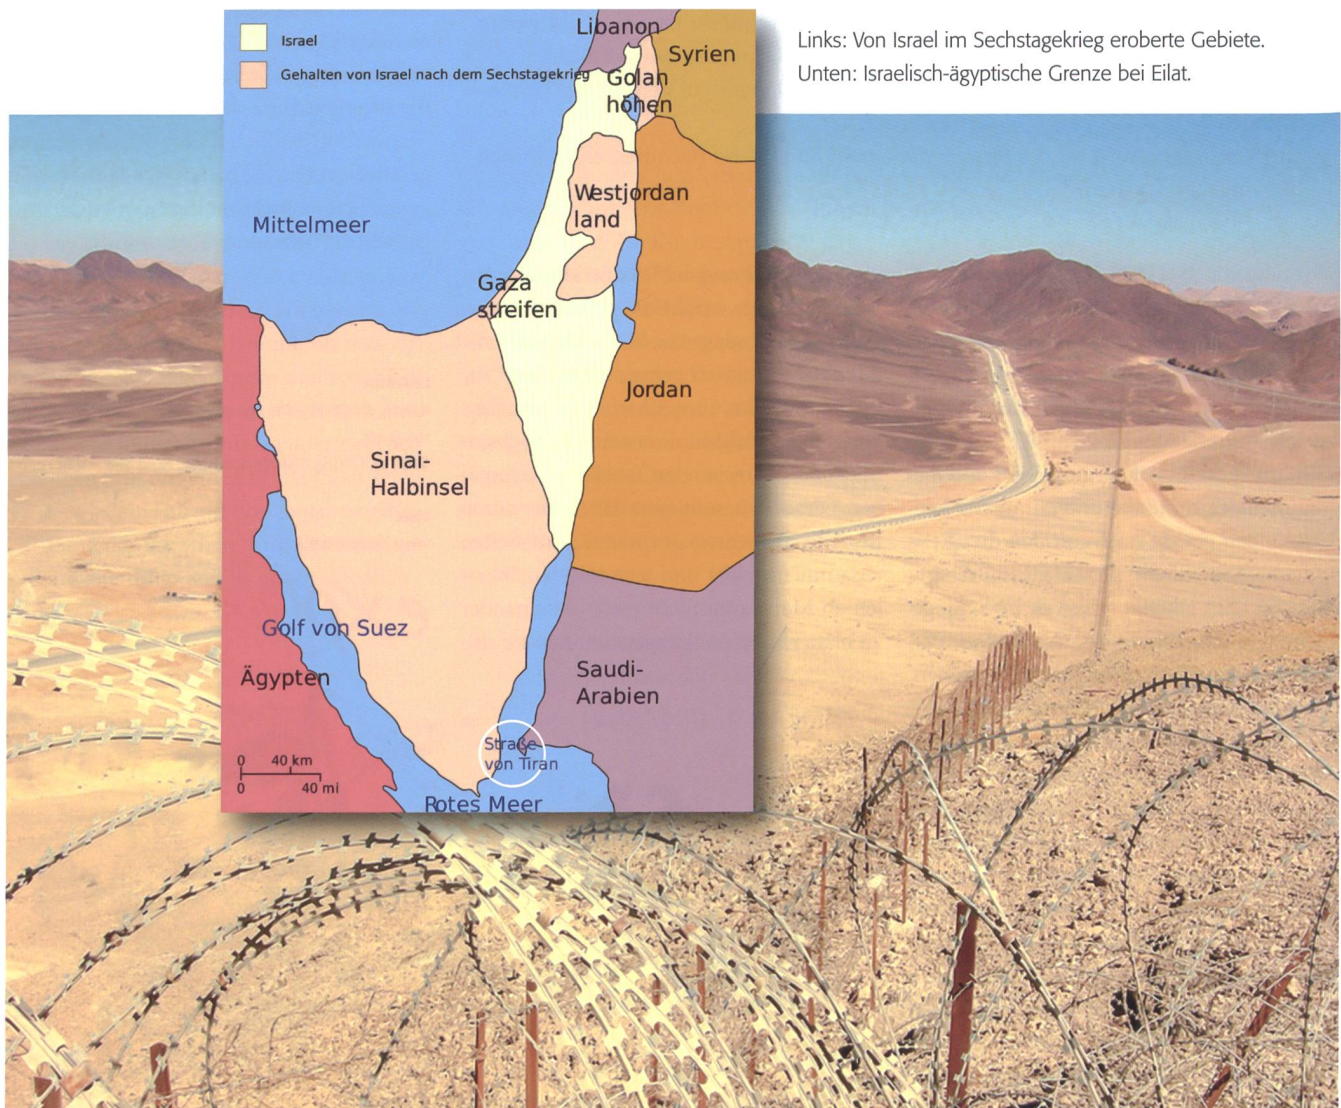 Links: Von Israel im Sechstagekrieg eroberte Gebiete.
Unten: Israelisch-ägyptische Grenze bei Eilat.
Israel
Gehalten von Israel nach dem Sechstagekrieg
Libanon
Syrien
Golan
höhen
Westjordan
land
Mittelmeer
Gaza
streifen
Jordan
Sinai-
Halbinsel
Golf von Suez
Ägypten
Saudi-
Arabien
Straße
von Tiran
0 40 km
0 40 mi
Rotes Meer